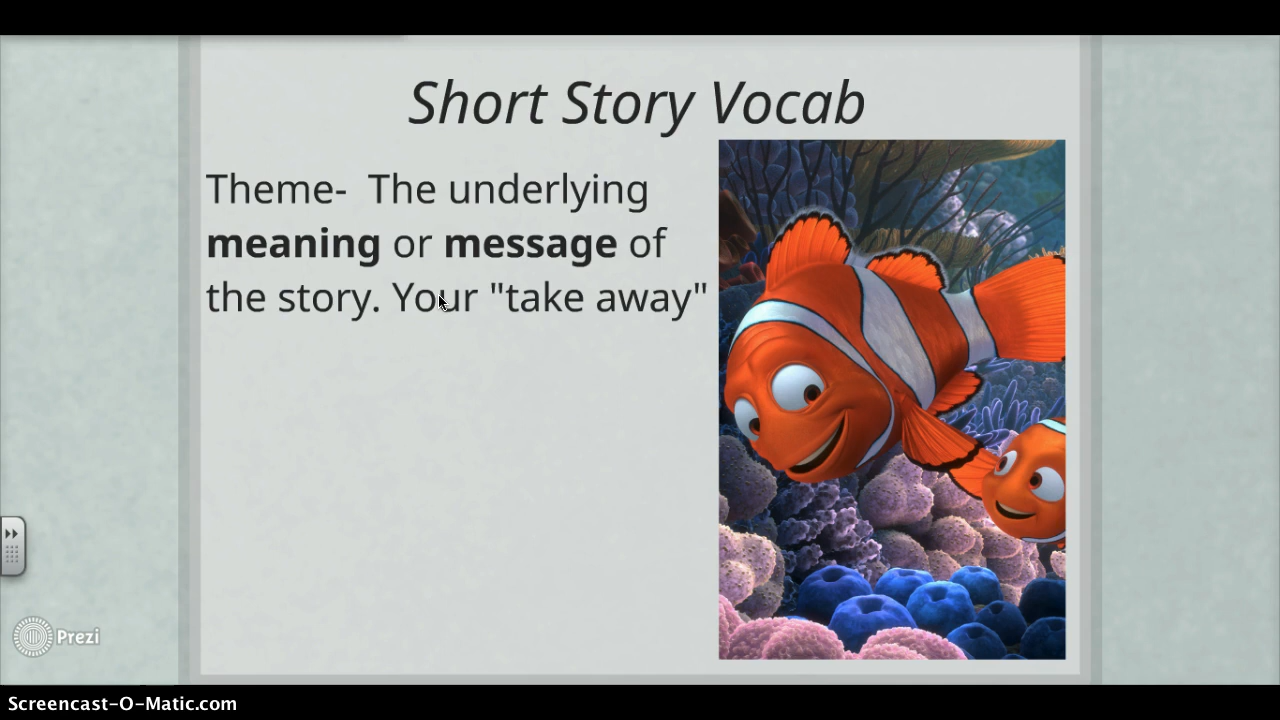 Short Story Vocab
Theme-  The underlying
meaning or message of
the story. Your "take away"
Prezi
Screencast-O-Matic.com